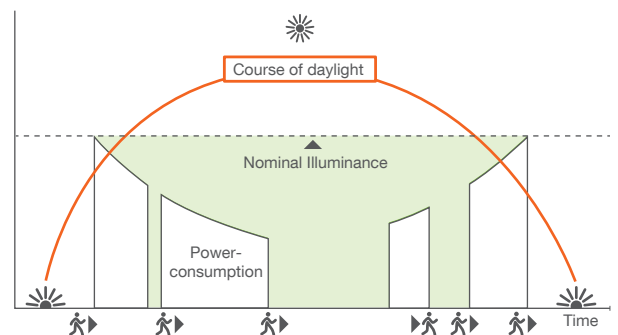 Course of daylight
Nominal Illuminance
Power-
consumption
Time